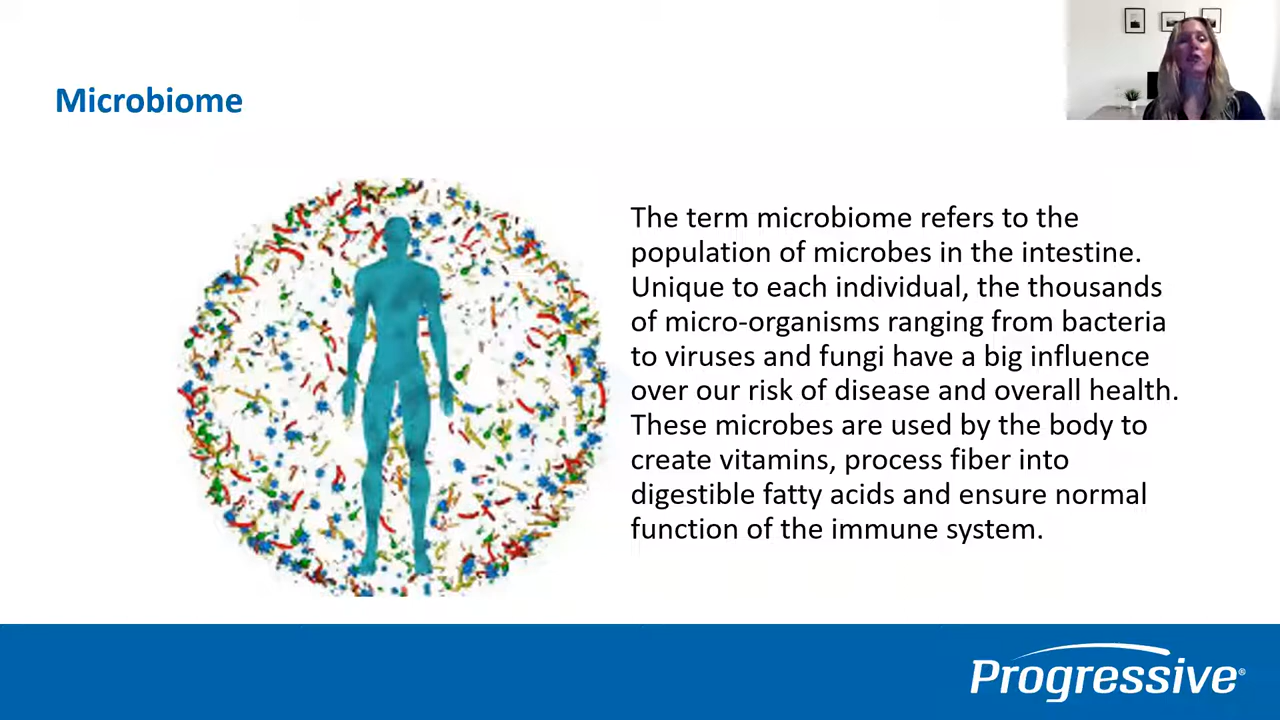 Microbiome
The term microbiome refers to the
population of microbes in the intestine.
Unique to each individual, the thousands
of micro-organisms ranging from bacteria
to viruses and fungi have a big influence
over our risk of disease and overall health.
These microbes are used by the body to
create vitamins, process fiber into
digestible fatty acids and ensure normal
function of the immune system.
Progressive®